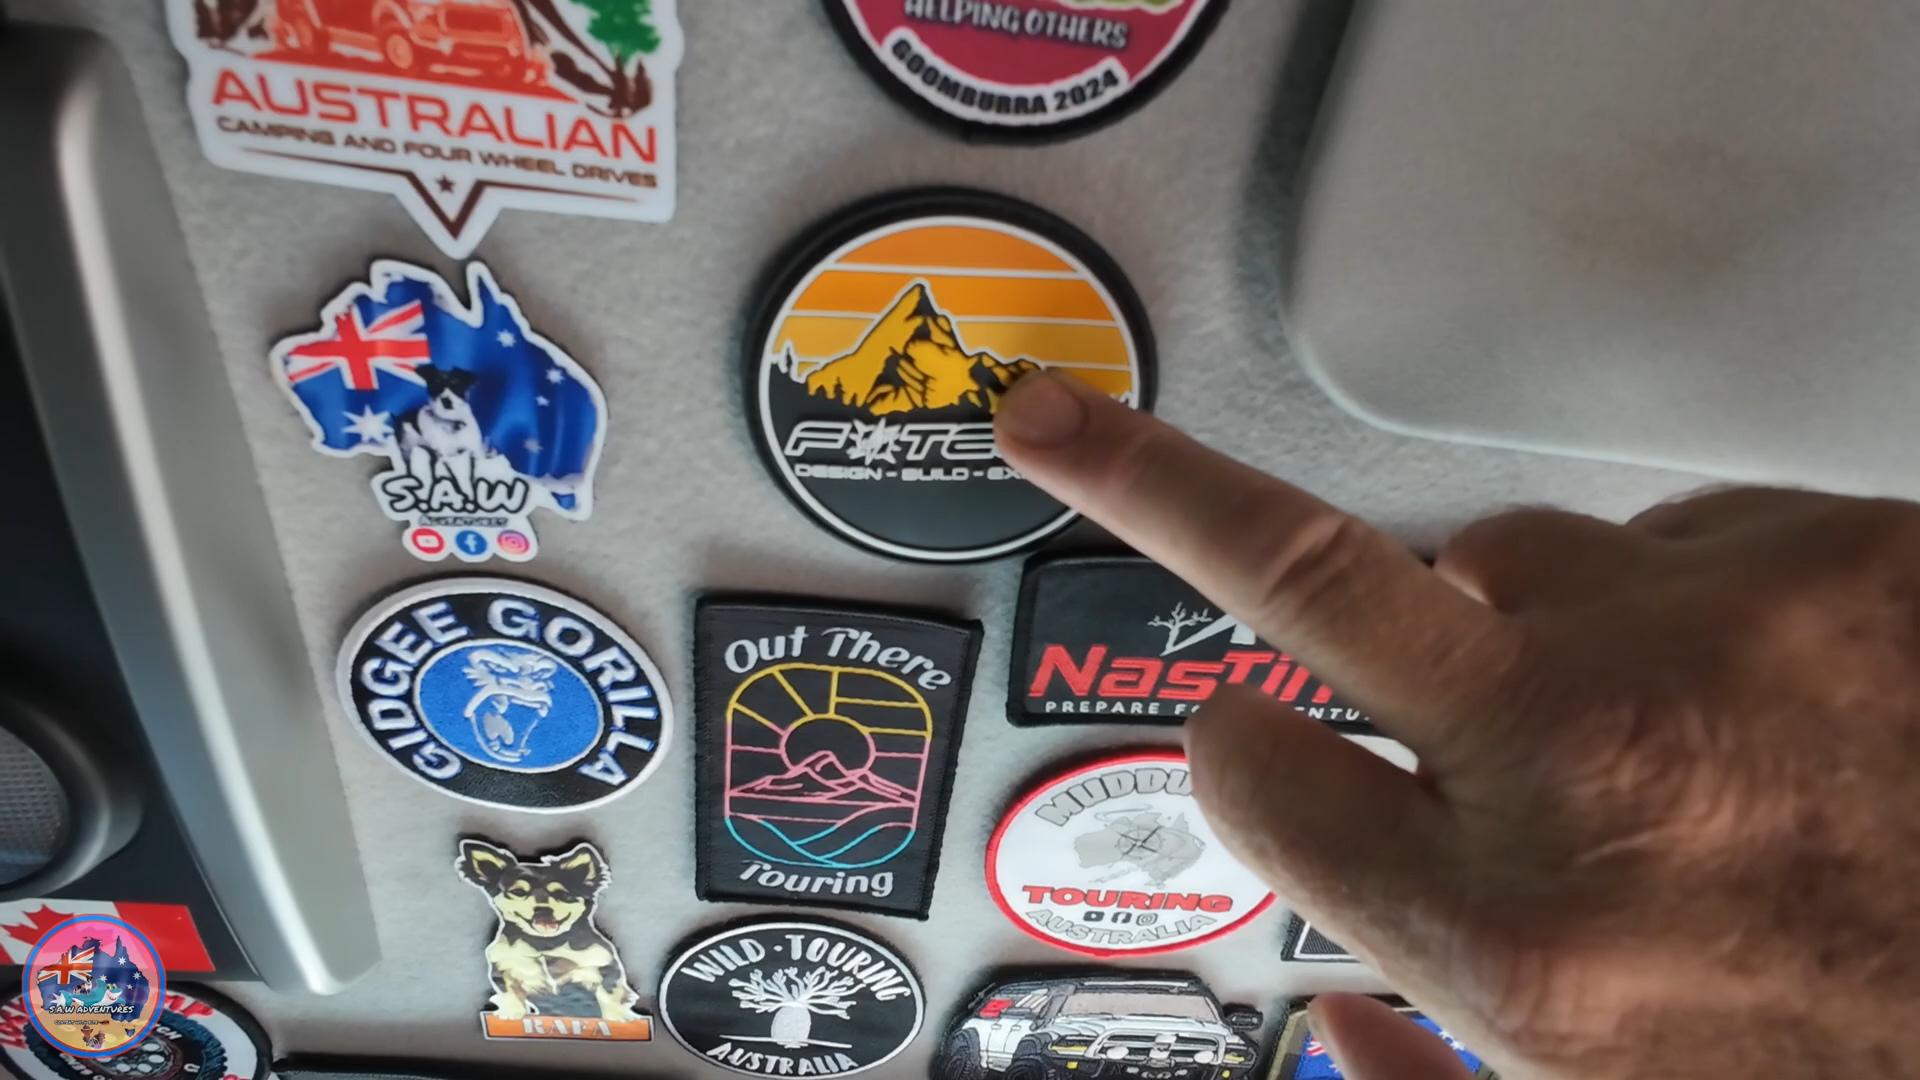 HELPING OTHERS
GOOMBURRA 2024
AUSTRALIAN
CAMPING AND FOUR WHEEL DRIVES
S.A.W
ADVENTURES
DESIGN - BUILD -
GIDGEE GORILLA
Out There
Touring
PREPARE
TOURING
AUSTRALIA
RAFA
WILD · TOURING
AUSTRALIA
S.A.W ADVENTURES